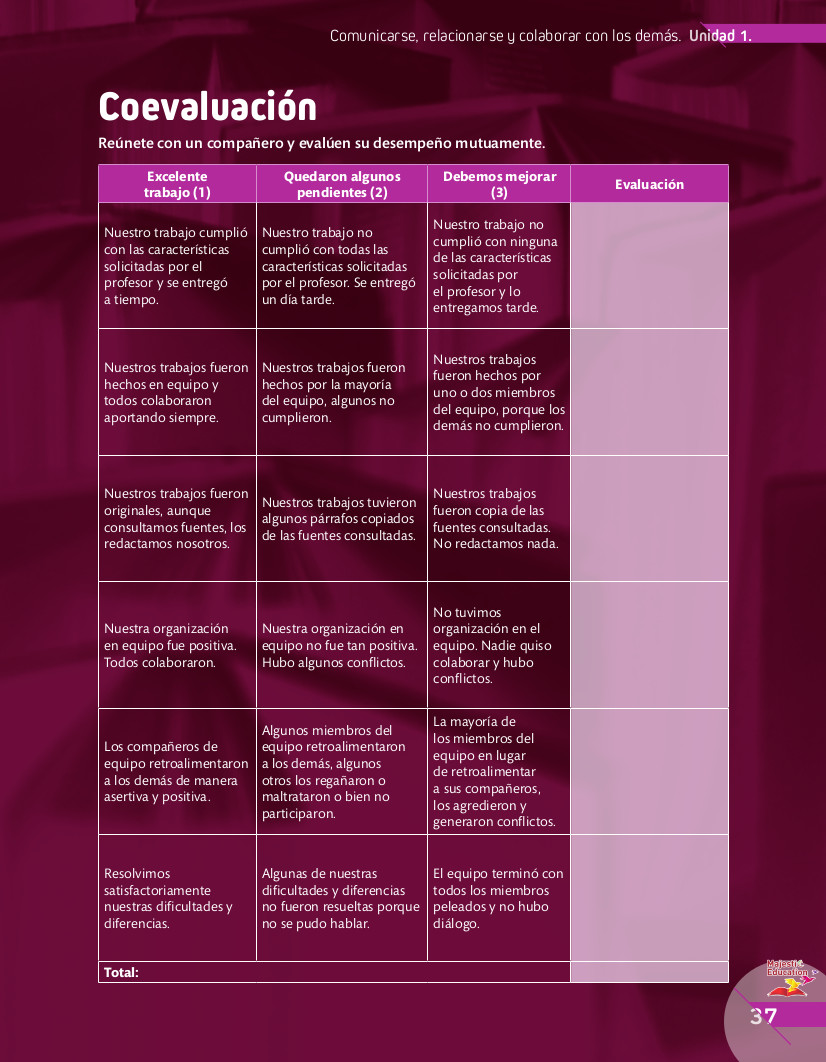 Comunicarse, relacionarse y colaborar con los demás. Unidad 1.
Coevaluación
Reúnete con un compañero y evalúen su desempeño mutuamente.
Excelente
trabajo (1)
Quedaron algunos
pendientes (2)
Debemos mejorar
(3)
Evaluación
Nuestro trabajo cumplió
con las características
solicitadas por el
profesor y se entregó
a tiempo.
Nuestro trabajo no
cumplió con todas las
características solicitadas
por el profesor. Se entregó
un día tarde.
Nuestro trabajo no
cumplió con ninguna
de las características
solicitadas por
el profesor y lo
entregamos tarde.
Nuestros trabajos fueron
hechos en equipo y
todos colaboraron
aportando siempre.
Nuestros trabajos fueron
hechos por la mayoría
del equipo, algunos no
cumplieron.
Nuestros trabajos
fueron hechos por
uno o dos miembros
del equipo, porque los
demás no cumplieron.
Nuestros trabajos fueron
originales, aunque
consultamos fuentes, los
redactamos nosotros.
Nuestros trabajos tuvieron
algunos párrafos copiados
de las fuentes consultadas.
Nuestros trabajos
fueron copia de las
fuentes consultadas.
No redactamos nada.
Nuestra organización
en equipo fue positiva.
Todos colaboraron.
Nuestra organización en
equipo no fue tan positiva.
Hubo algunos conflictos.
No tuvimos
organización en el
equipo. Nadie quiso
colaborar y hubo
conflictos.
Los compañeros de
equipo retroalimentaron
a los demás de manera
asertiva y positiva.
Algunos miembros del
equipo retroalimentaron
a los demás, algunos
otros los regañaron o
maltrataron o bien no
participaron.
La mayoría de
los miembros del
equipo en lugar
de retroalimentar
a sus compañeros,
los agredieron y
generaron conflictos.
Resolvimos
satisfactoriamente
nuestras dificultades y
diferencias.
Algunas de nuestras
dificultades y diferencias
no fueron resueltas porque
no se pudo hablar.
El equipo terminó con
todos los miembros
peleados y no hubo
diálogo.
Total:
Majestic
Education
37